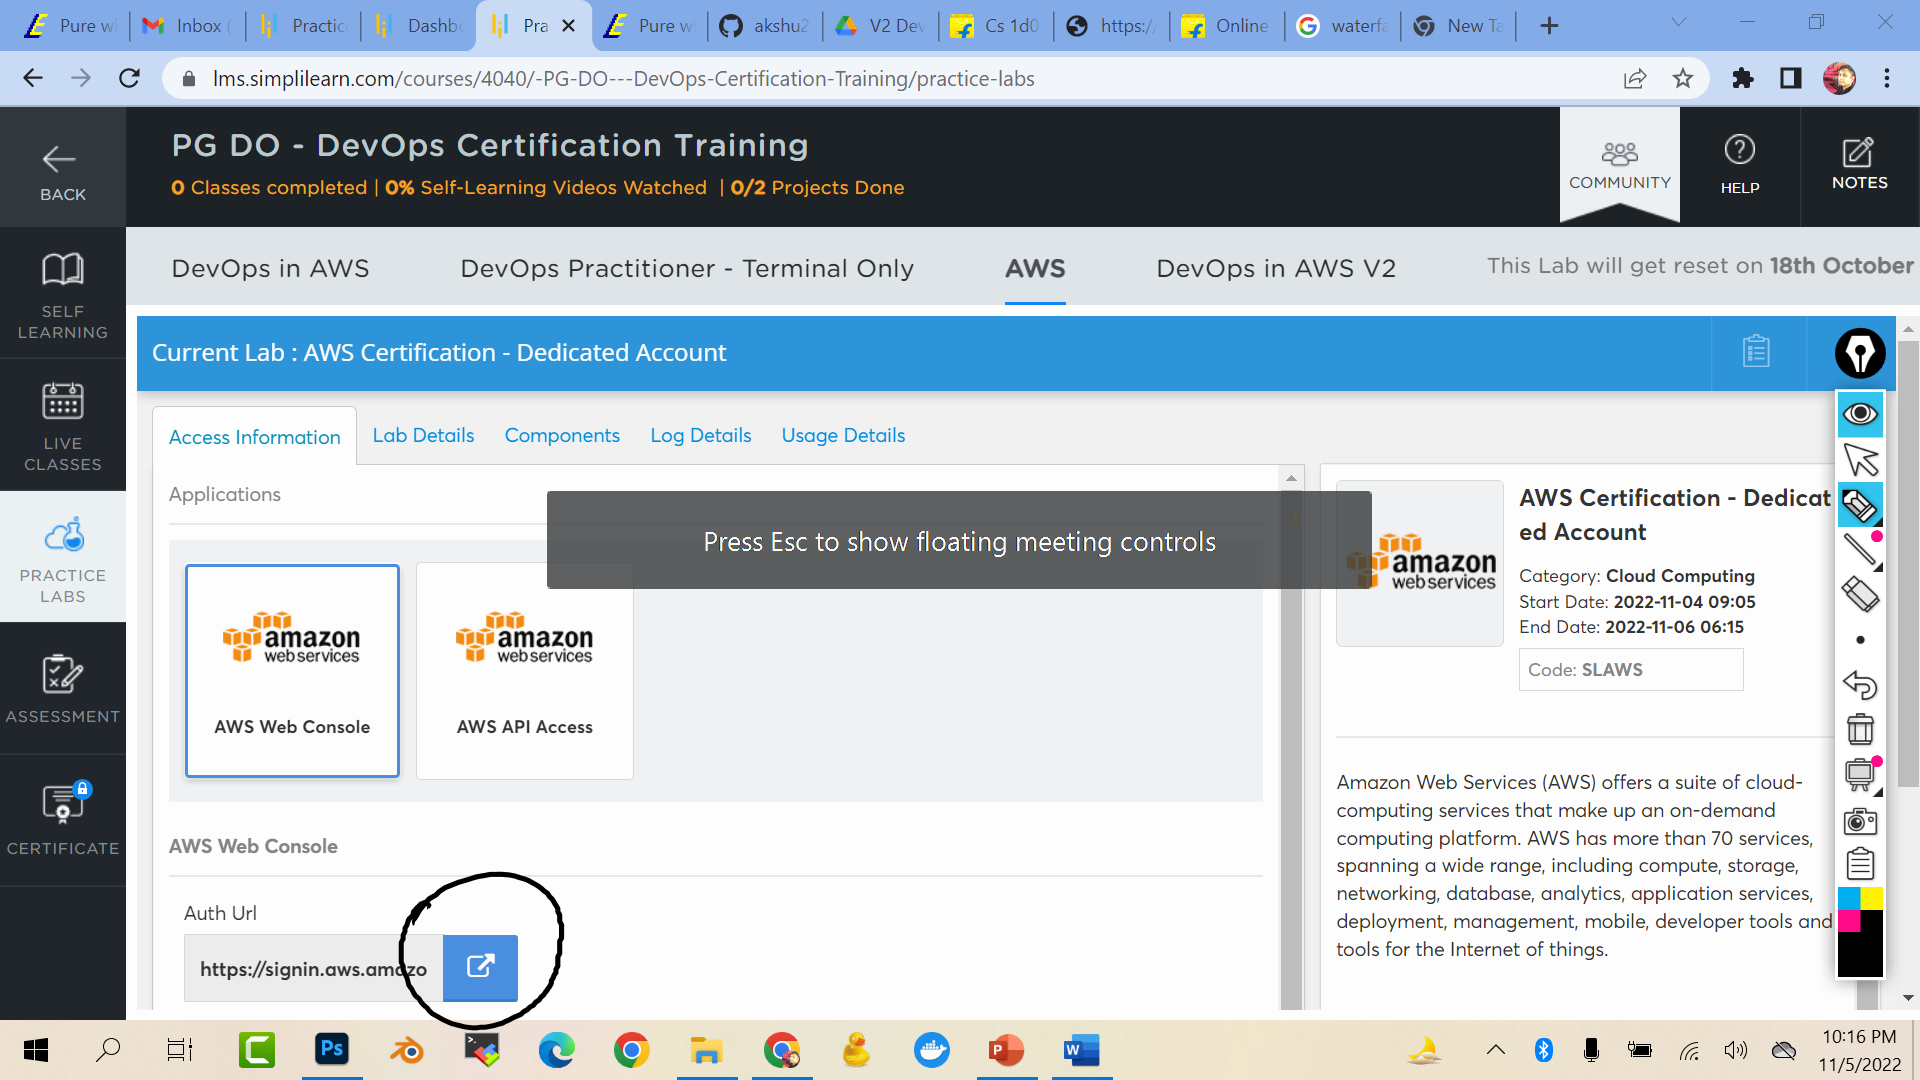 Pure w
Inbox (
Practice
Dashbo
Pra
Pure w
akshu2
V2 Dev
Cs 1d0
https:/
Online
waterfa
New Ta
lms.simplilearn.com/courses/4040/-PG-DO---DevOps-Certification-Training/practice-labs
BACK
PG DO - DevOps Certification Training
0 Classes completed | 0% Self-Learning Videos Watched | 0/2 Projects Done
COMMUNITY
HELP
NOTES
DevOps in AWS
DevOps Practitioner - Terminal Only
AWS
DevOps in AWS V2
This Lab will get reset on 18th October
SELF
LEARNING
LIVE
CLASSES
PRACTICE
LABS
ASSESSMENT
CERTIFICATE
Current Lab : AWS Certification - Dedicated Account
Access Information
Lab Details
Components
Log Details
Usage Details
Applications
Press Esc to show floating meeting controls
amazon
webservices
AWS Web Console
amazon
webservices
AWS API Access
AWS Web Console
Auth Url
https://signin.aws.amazo
amazon
webservices
AWS Certification - Dedicat
ed Account
Category: Cloud Computing
Start Date: 2022-11-04 09:05
End Date: 2022-11-06 06:15
Code: SLAWS
Amazon Web Services (AWS) offers a suite of cloud-
computing services that make up an on-demand
computing platform. AWS has more than 70 services,
spanning a wide range, including compute, storage,
networking, database, analytics, application services,
deployment, management, mobile, developer tools and
tools for the Internet of things.
Ps
P
W
10:16 PM
11/5/2022